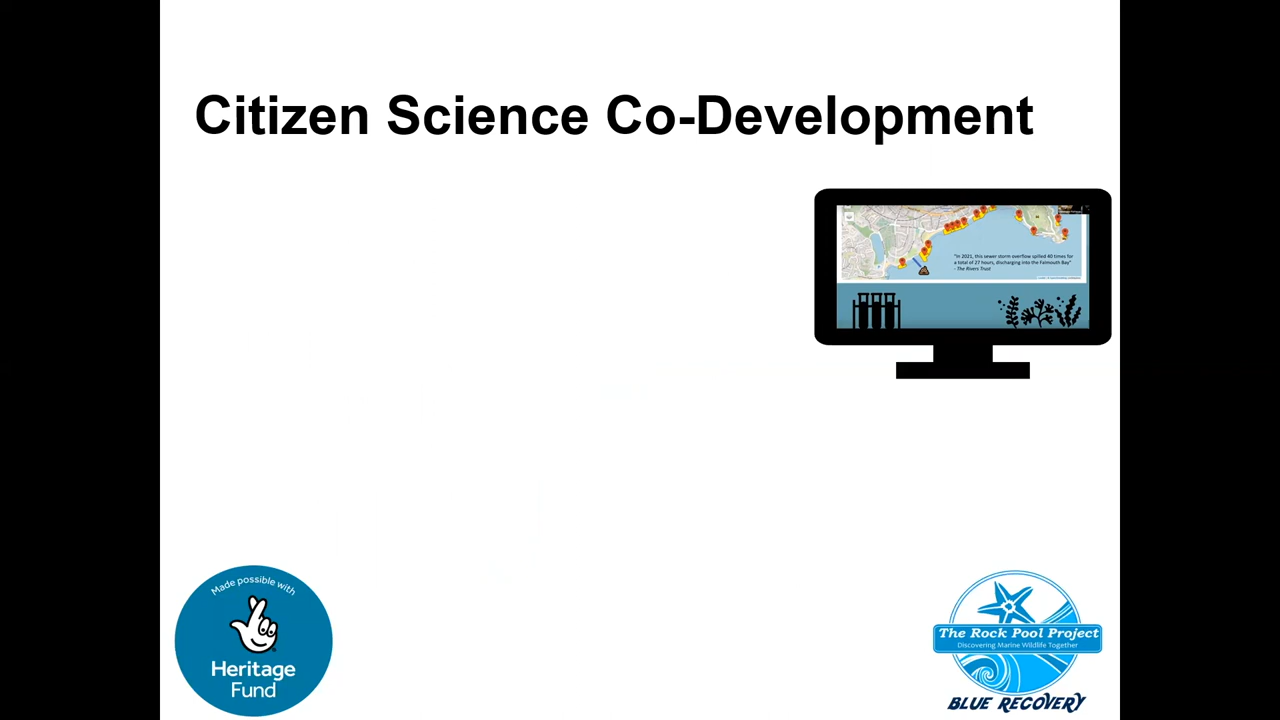 Citizen Science Co-Development
"In 2021, this sewer storm overflow spilled 40 times for
a total of 27 hours, discharging into the Falmouth Bay"
- The Rivers Trust
Made possible with
Heritage
Fund
The Rock Pool Project
Discovering Marine Wildlife Together
BLUE RECOVERY